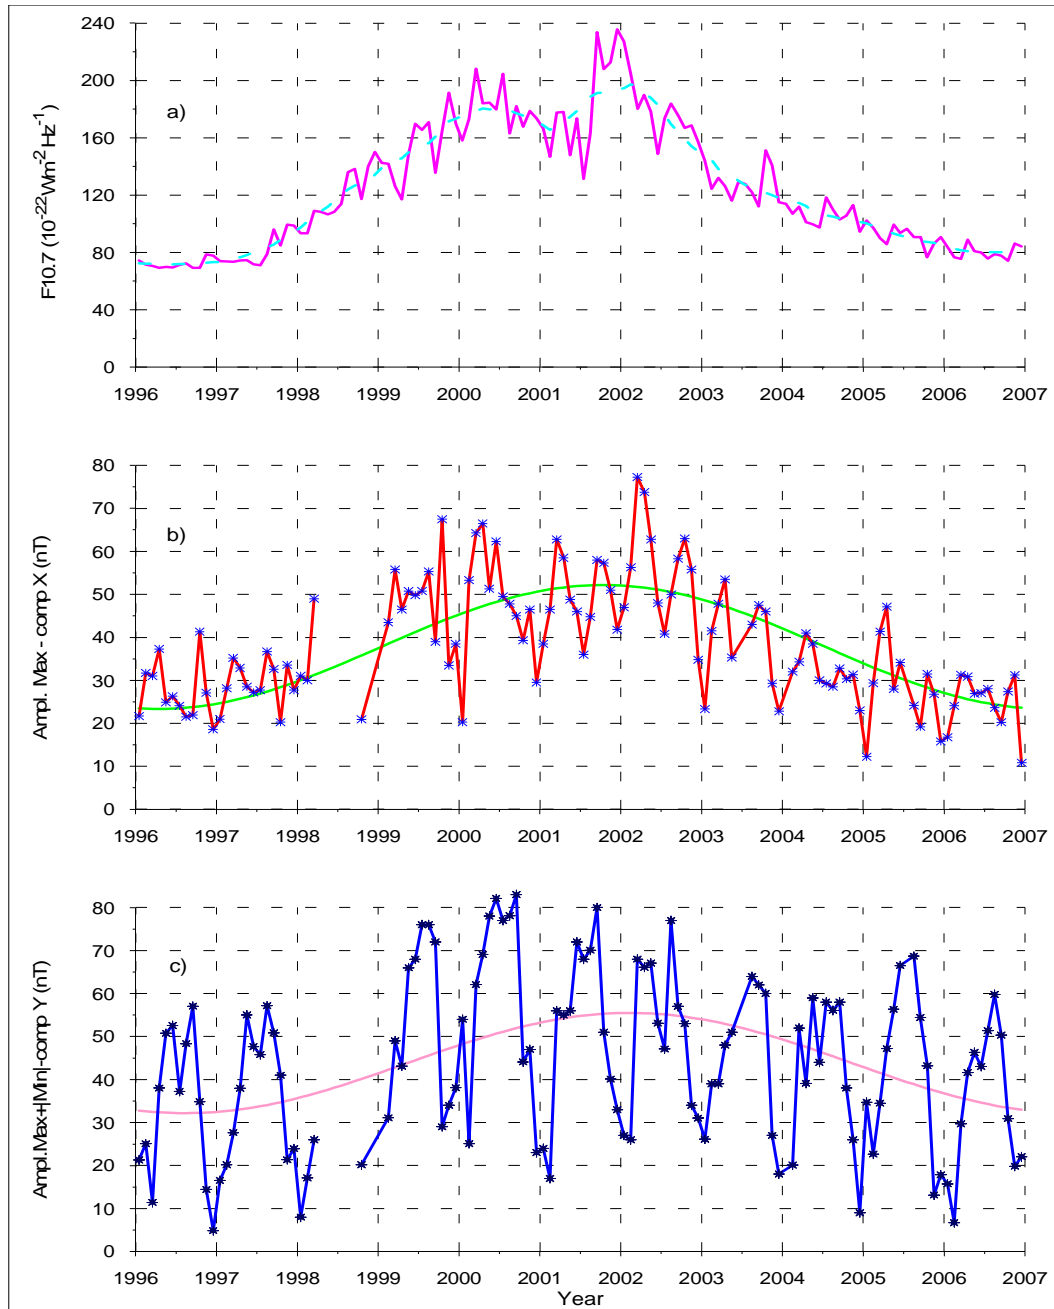 a)
F10.7 (10⁻²²Wm⁻²Hz⁻¹)
240
200
160
120
80
40
0
1996 1997 1998 1999 2000 2001 2002 2003 2004 2005 2006 2007
b)
Ampl. Max - comp X (nT)
80
70
60
50
40
30
20
10
0
1996 1997 1998 1999 2000 2001 2002 2003 2004 2005 2006 2007
c)
Ampl.Max+|Min|-comp Y (nT)
80
70
60
50
40
30
20
10
0
1996 1997 1998 1999 2000 2001 2002 2003 2004 2005 2006 2007
Year